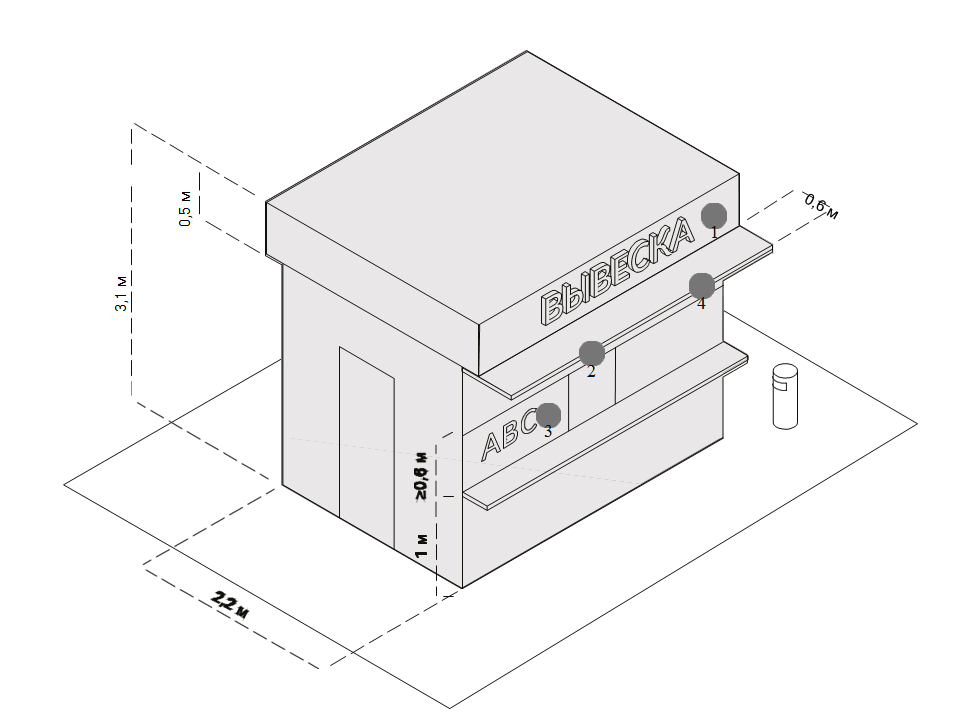 0,5 м
0,6 м
1
3,1 м
ВЫВЕСКА
4
2
ABC
3
≥0,6 м
1 м
2,2 м